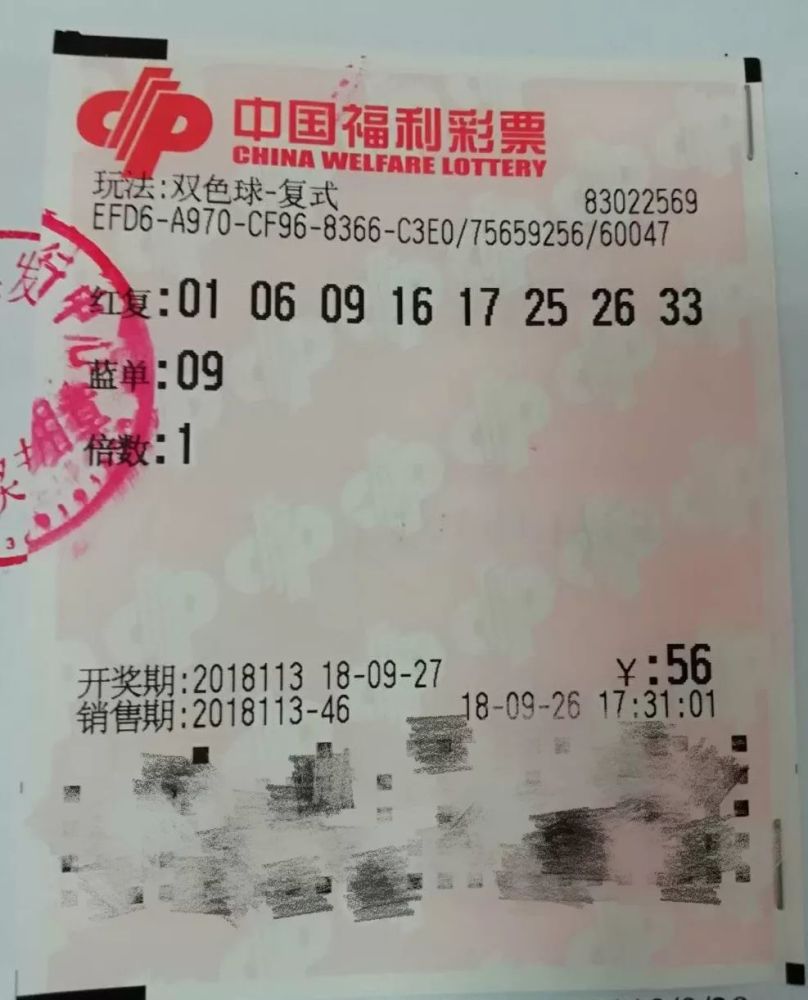 中国福利彩票
CHINA WELFARE LOTTERY
玩法:双色球-复式 83022569
EFD6-A970-CF96-8366-C3E0/75659256/60047
红复:01 06 09 16 17 25 26 33
蓝单:09
倍数:1
开奖期:2018113 18-09-27 ¥:56
销售期:2018113-46 18-09-26 17:31:01